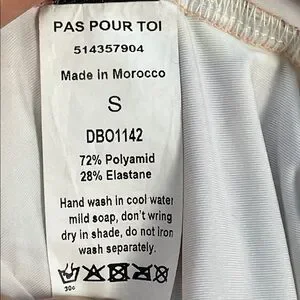 PAS POUR TOI
514357904
Made in Morocco
S
DBO1142
72% Polyamid
28% Elastane
Hand wash in cool water
mild soap, don't wring
dry in shade, do not iron
wash separately.